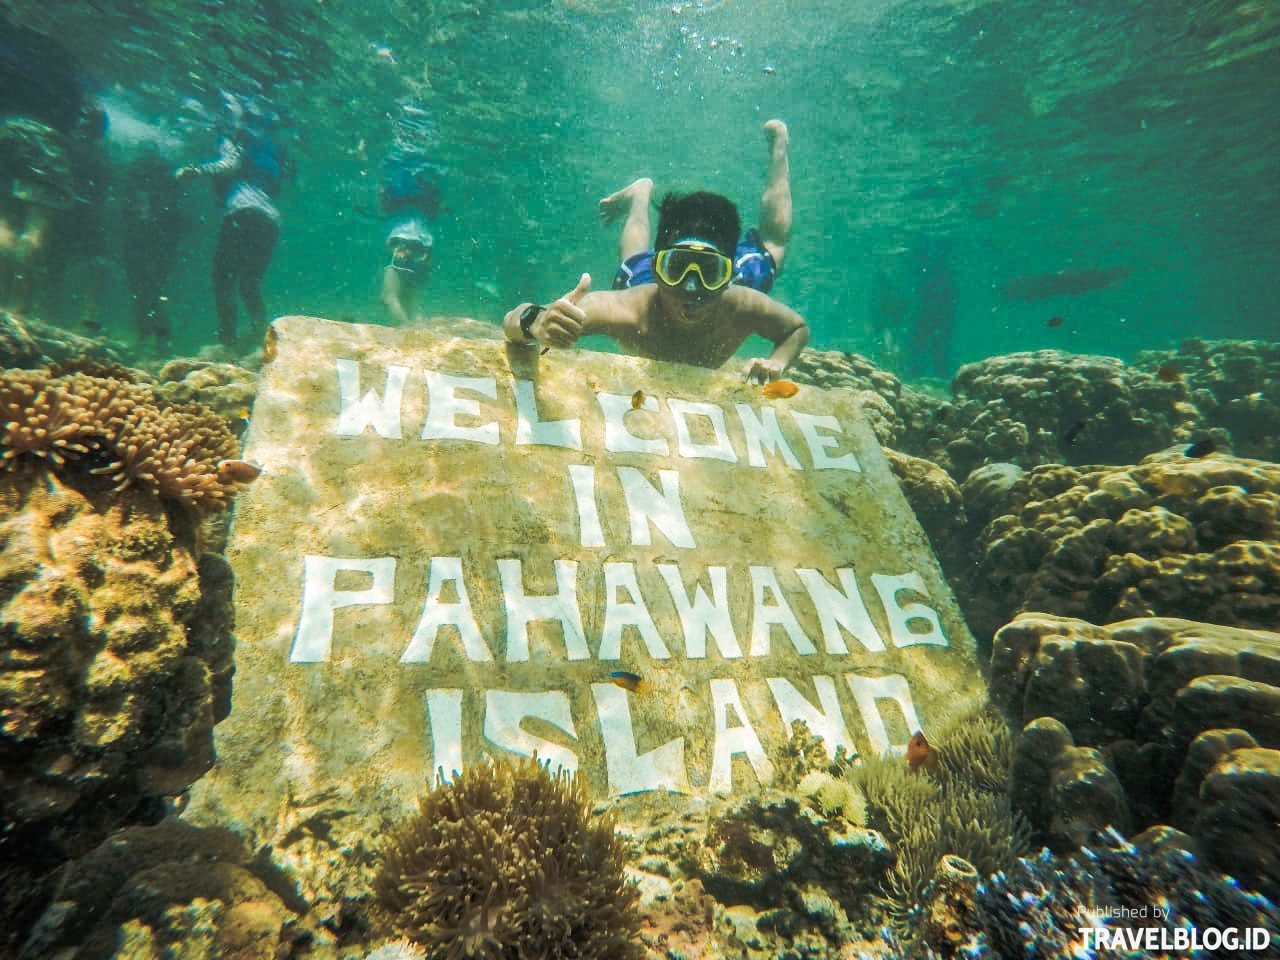 WELCOME
IN
PAHAWANG
ISLAND
Published by
TRAVELBLOG.ID